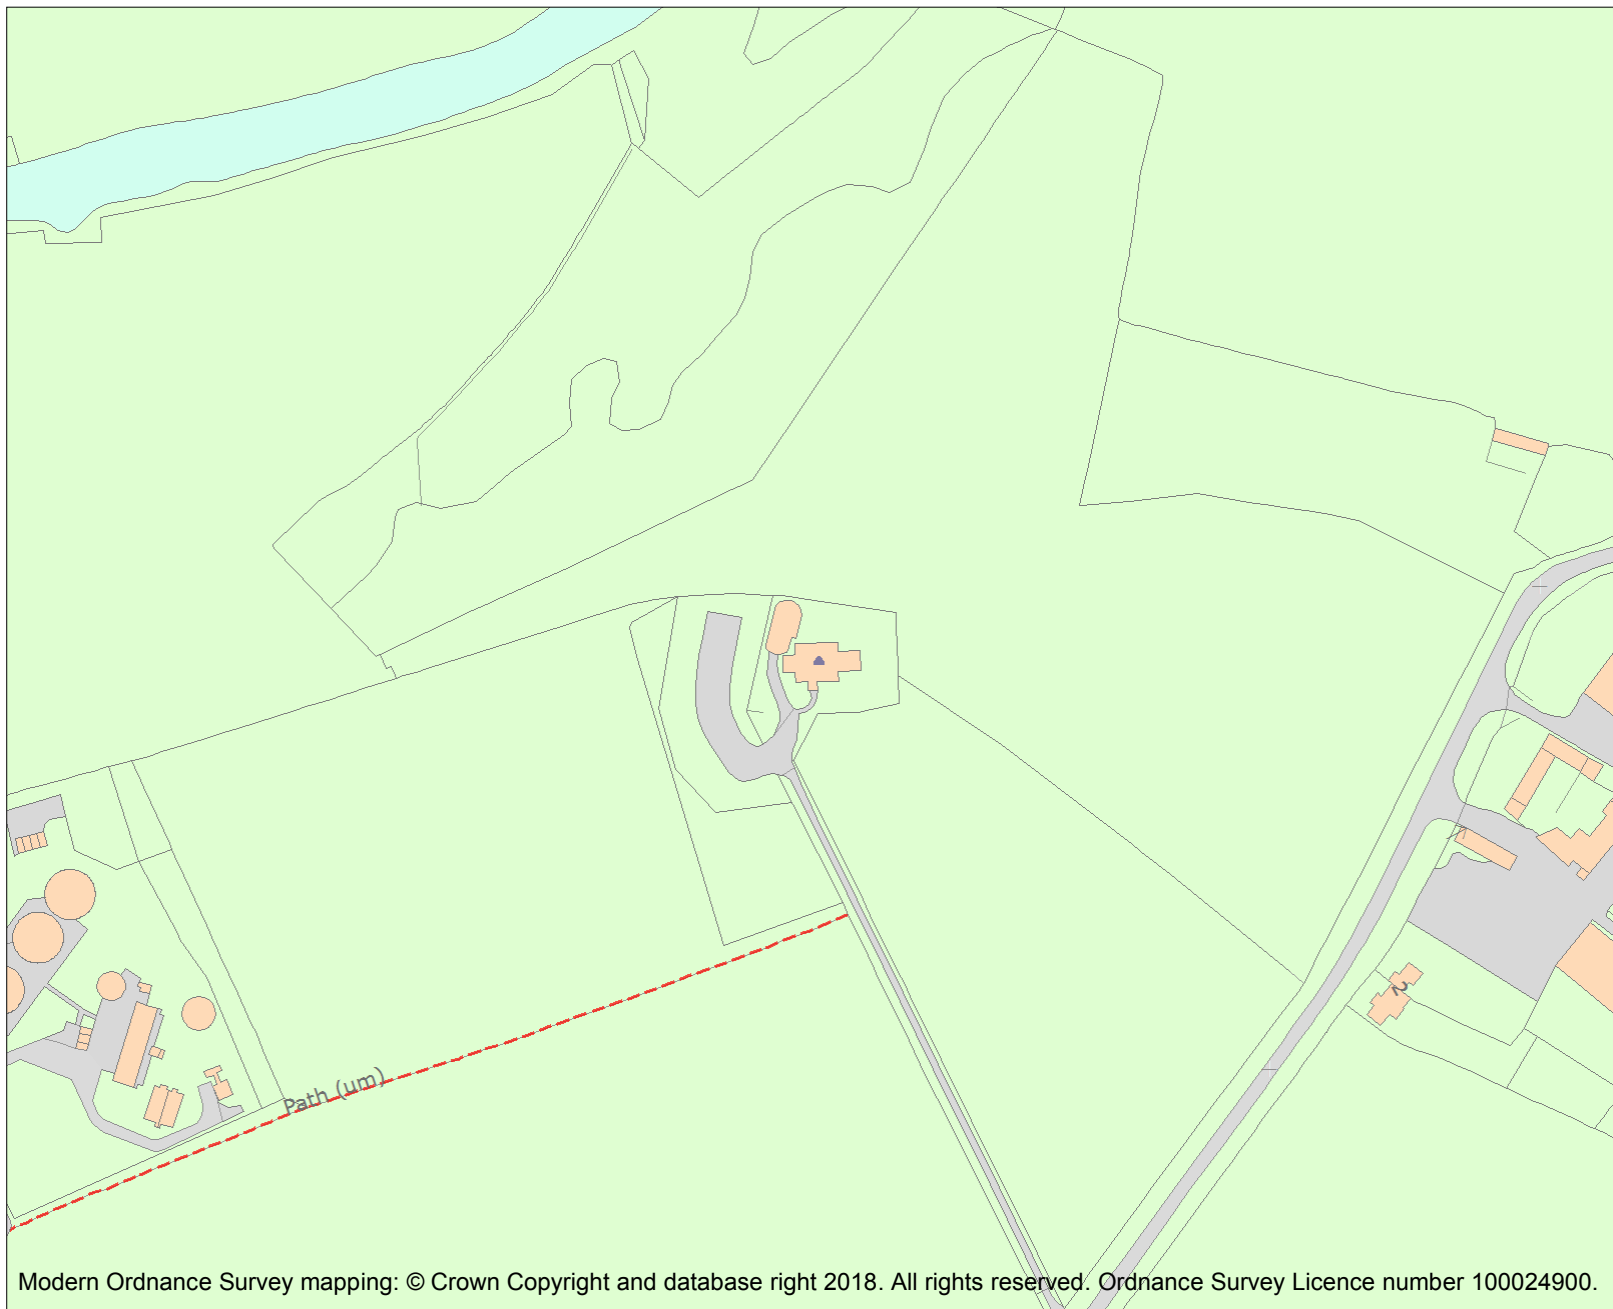 2
Path (um)
Modern Ordnance Survey mapping: © Crown Copyright and database right 2018. All rights reserved. Ordnance Survey Licence number 100024900.